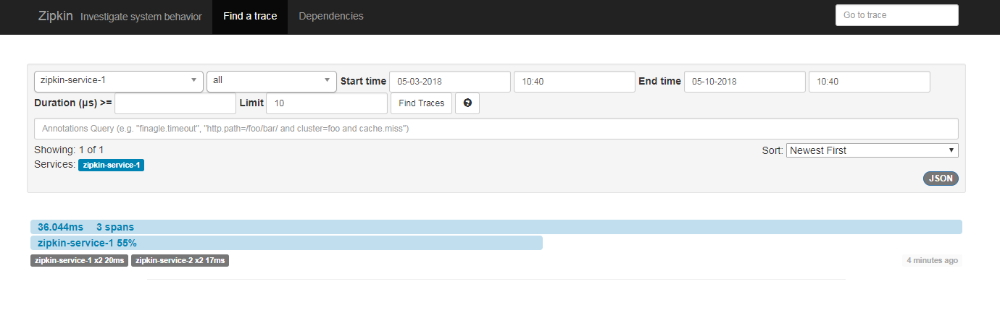 Zipkin Investigate system behavior Find a trace Dependencies Go to trace
zipkin-service-1 all Start time 05-03-2018 10:40 End time 05-10-2018 10:40
Duration (μs) >= Limit 10 Find Traces ?
Annotations Query (e.g. "finagle.timeout", "http.path=/foo/bar/ and cluster=foo and cache.miss")
Showing: 1 of 1 Sort: Newest First
Services: zipkin-service-1
JSON
36.044ms 3 spans
zipkin-service-1 55%
zipkin-service-1 x2 20ms zipkin-service-2 x2 17ms 4 minutes ago